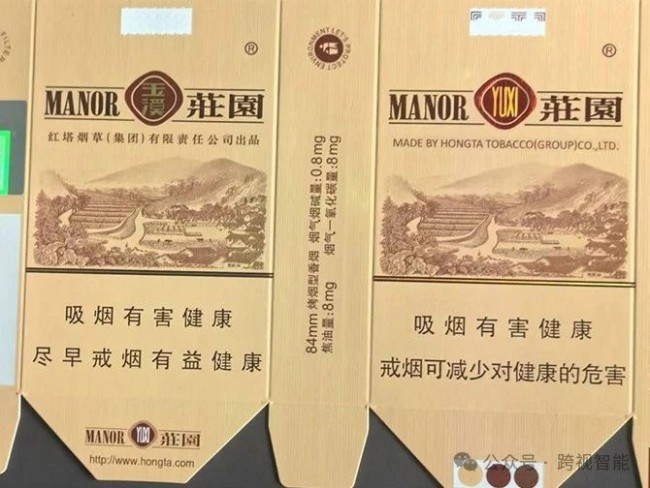 FILTER
®
MANOR 玉溪 莊園
红塔烟草(集团)有限责任公司出品
吸烟有害健康
尽早戒烟有益健康
MANOR YUXI 莊園
http://www.hongta.com
ENVIRONMENT LET'S PROTECT
84mm 烤烟型香烟 烟气烟碱量:0.8mg
焦油量:8mg 烟气一氧化碳量:8mg
®
MANOR YUXI 莊園
MADE BY HONGTA TOBACCO(GROUP)CO.,LTD.
吸烟有害健康
戒烟可减少对健康的危害
公众号·跨视智能